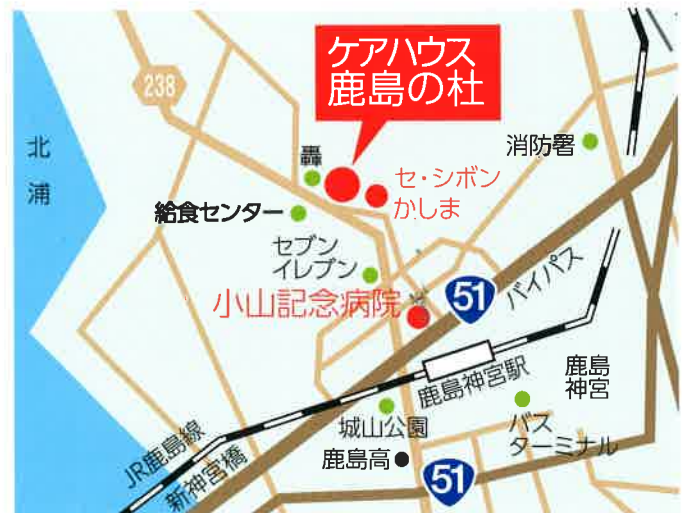 ケアハウス
鹿島の杜
238
北浦
轟
消防署
セ・シボン
かしま
給食センター
セブン
イレブン
小山記念病院
51
バイパス
鹿島神宮駅
鹿島
神宮
城山公園
バス
ターミナル
JR鹿島線
新神宮橋
鹿島高
51